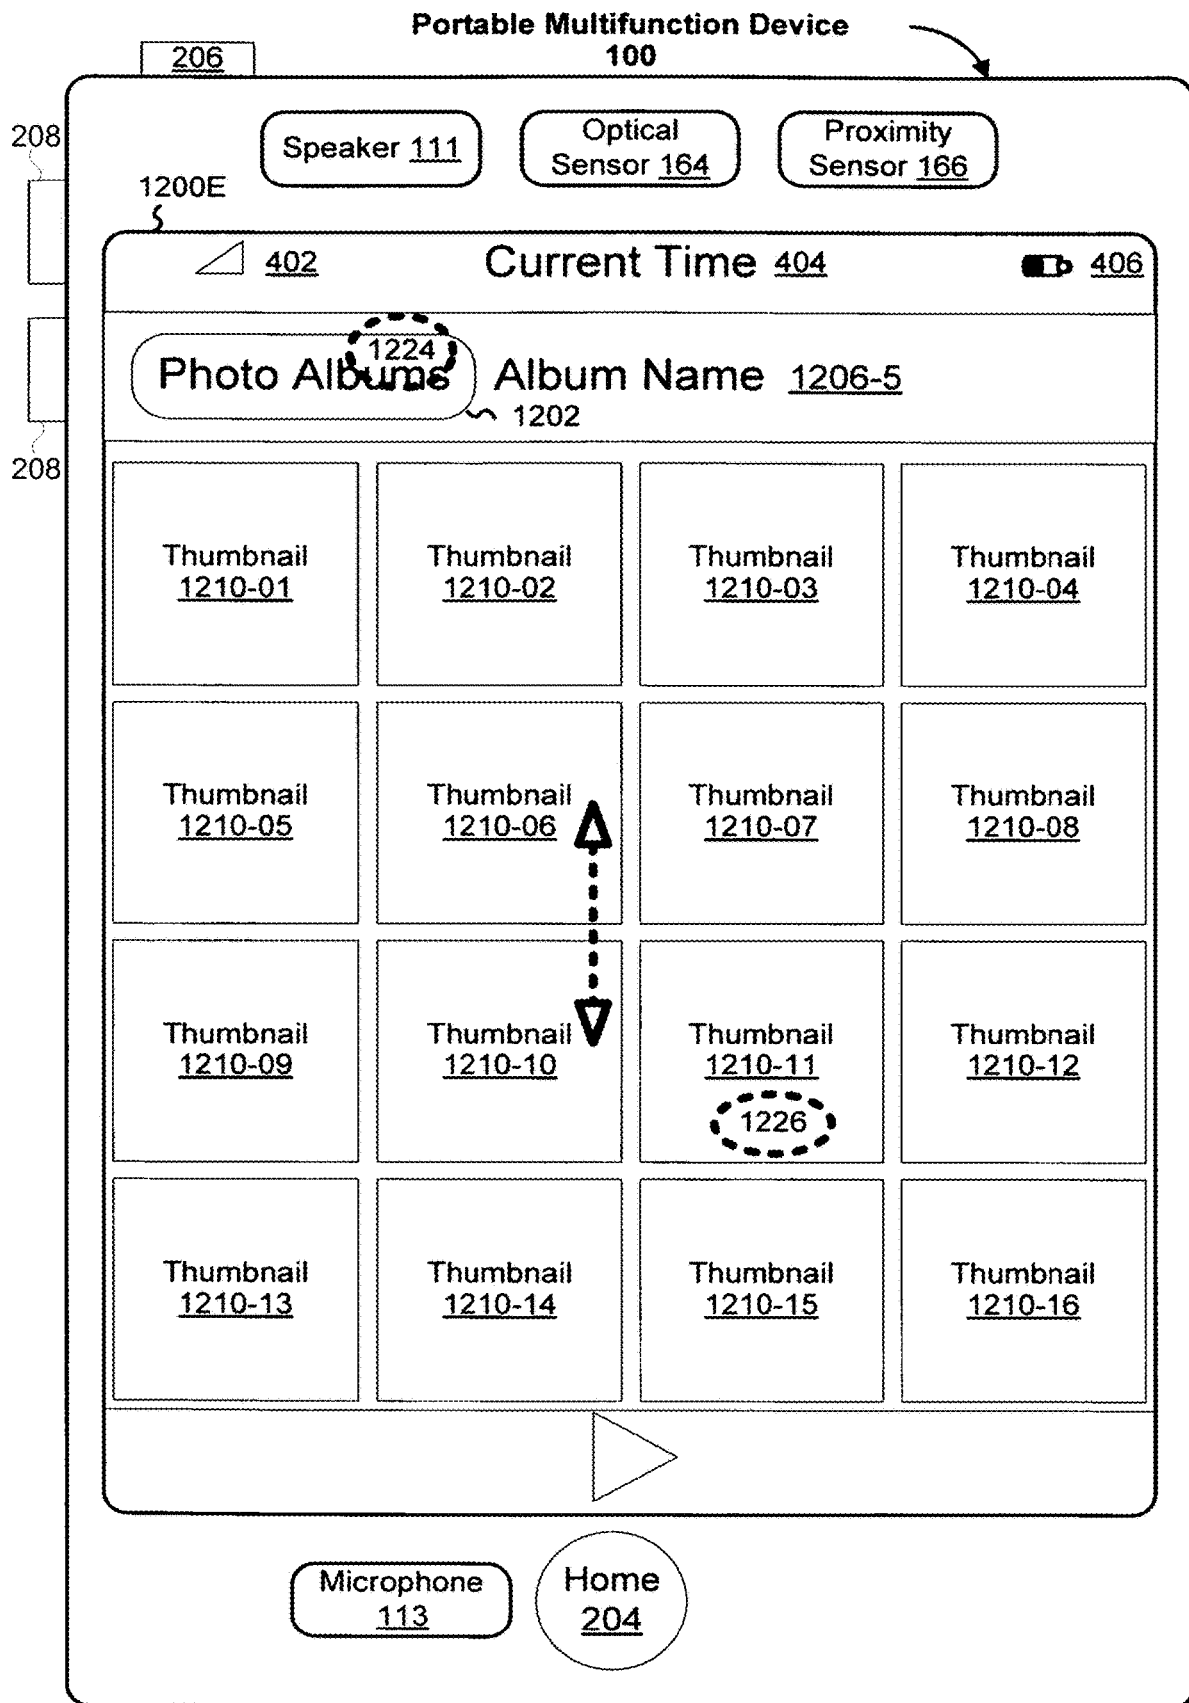 Portable Multifunction Device
100
206
208
Speaker 111
Optical
Sensor 164
Proximity
Sensor 166
1200E
402
Current Time 404
406
1224
Photo Albums
Album Name 1206-5
1202
208
Thumbnail
1210-01
Thumbnail
1210-02
Thumbnail
1210-03
Thumbnail
1210-04
Thumbnail
1210-05
Thumbnail
1210-06
Thumbnail
1210-07
Thumbnail
1210-08
Thumbnail
1210-09
Thumbnail
1210-10
Thumbnail
1210-11
1226
Thumbnail
1210-12
Thumbnail
1210-13
Thumbnail
1210-14
Thumbnail
1210-15
Thumbnail
1210-16
Microphone
113
Home
204